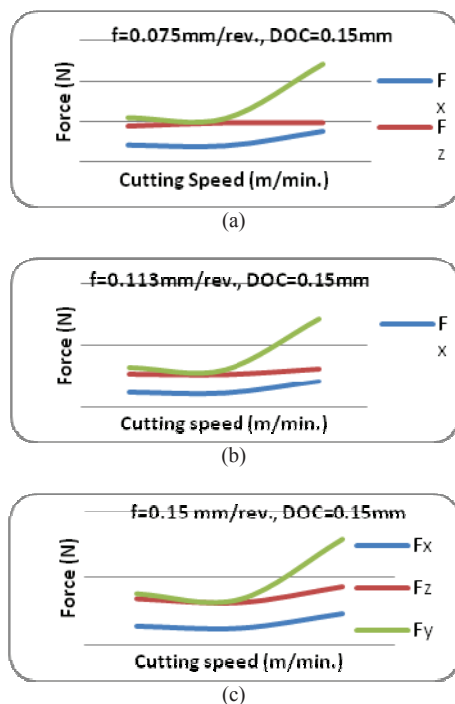 f=0.075mm/rev., DOC=0.15mm
Force (N)
F
x
F
z
Cutting Speed (m/min.)
(a)
f=0.113mm/rev., DOC=0.15mm
Force (N)
F
x
Cutting speed (m/min.)
(b)
f=0.15 mm/rev., DOC=0.15mm
Force (N)
Fx
Fz
Fy
Cutting speed (m/min.)
(c)